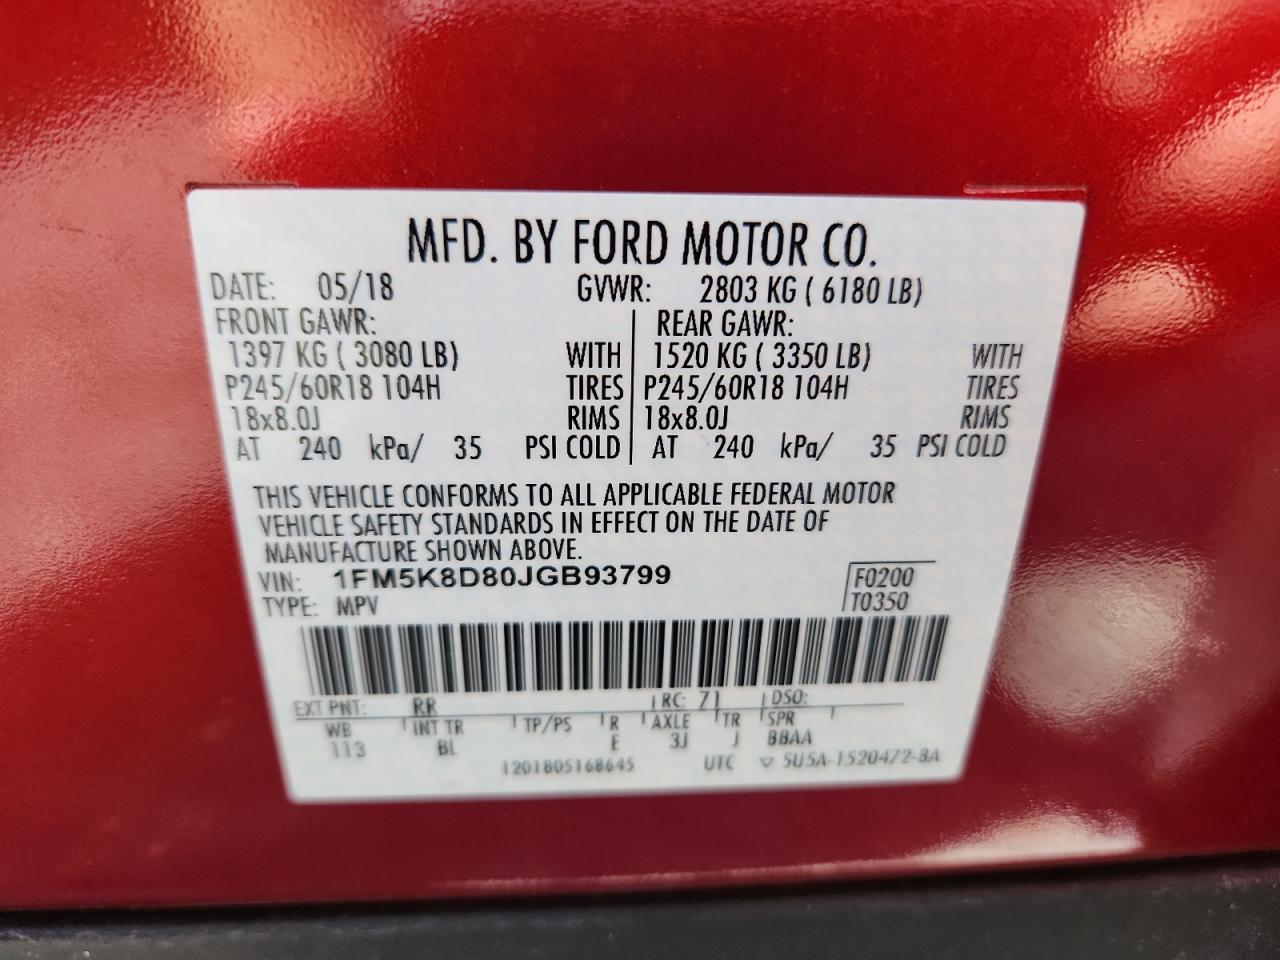 MFD. BY FORD MOTOR CO.
DATE: 05/18 GVWR: 2803 KG ( 6180 LB)
FRONT GAWR: REAR GAWR:
1397 KG ( 3080 LB) WITH 1520 KG ( 3350 LB) WITH
P245/60R18 104H TIRES P245/60R18 104H TIRES
18x8.0J RIMS 18x8.0J RIMS
AT 240 kPa/ 35 PSI COLD AT 240 kPa/ 35 PSI COLD
THIS VEHICLE CONFORMS TO ALL APPLICABLE FEDERAL MOTOR
VEHICLE SAFETY STANDARDS IN EFFECT ON THE DATE OF
MANUFACTURE SHOWN ABOVE.
VIN: 1FM5K8D80JGB93799 F0200
TYPE: MPV T0350
EXT PNT: RR RC: 71 DSO:
WB INT TR TP/PS R AXLE TR SPR
113 BL E 3J J BBAA
1201805168645 UTC ▽ 5U5A-1520472-BA